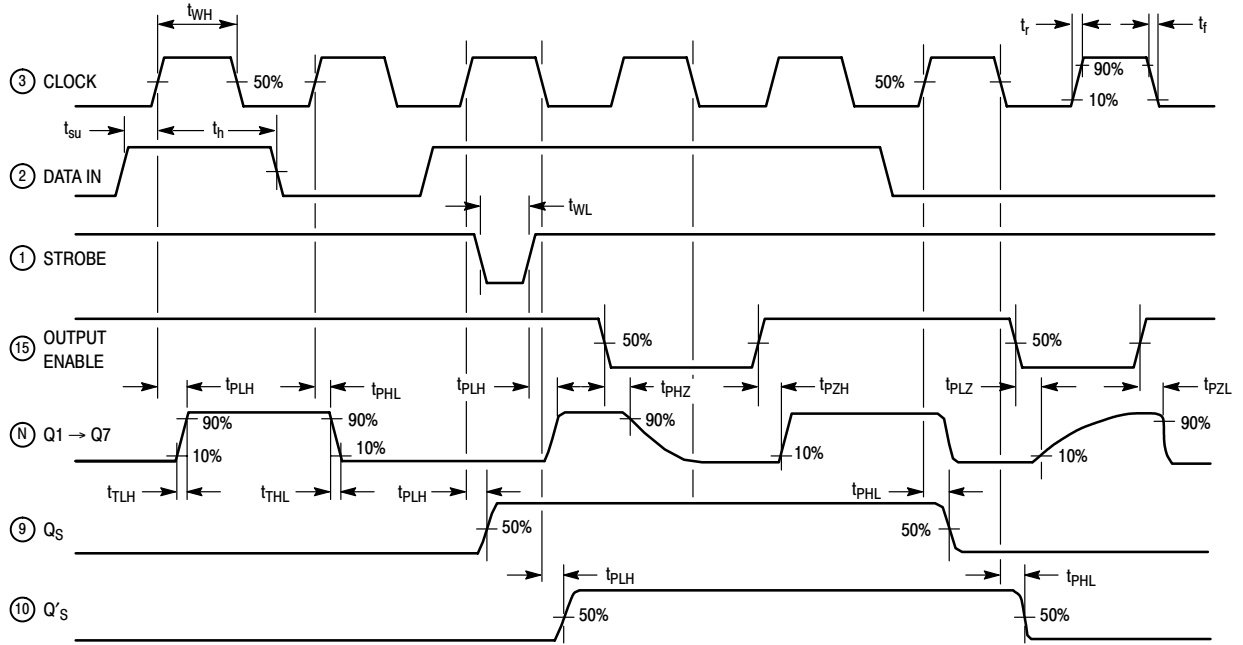 tWH
tr
tf
3 CLOCK
50%
50%
90%
10%
tsu
th
2 DATA IN
tWL
1 STROBE
15 OUTPUT
ENABLE
50%
50%
tPLH
tPHL
tPLH
tPHZ
tPZH
tPLZ
tPZL
N Q1 → Q7
90%
90%
90%
90%
10%
10%
10%
10%
tTLH
tTHL
tPLH
tPHL
9 QS
50%
50%
tPLH
tPHL
10 Q′S
50%
50%